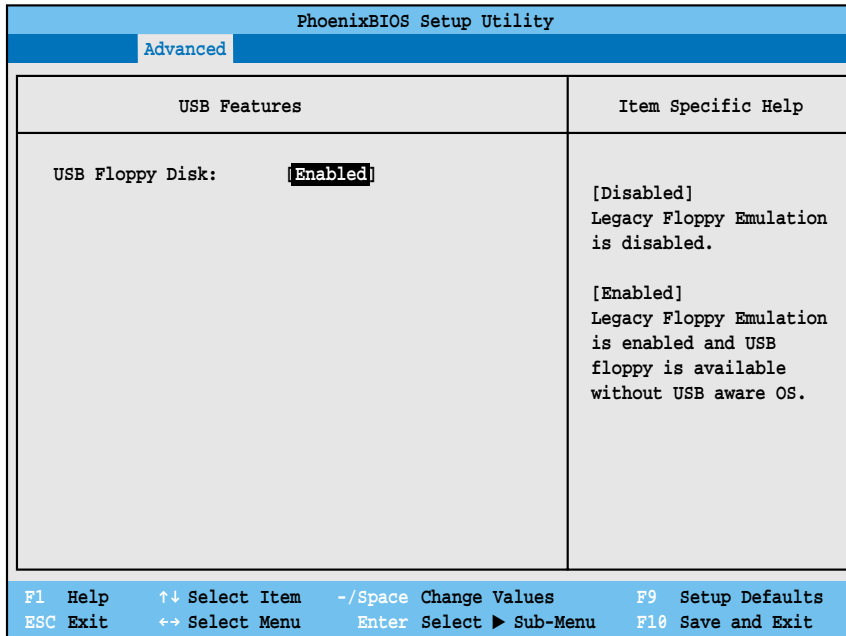 PhoenixBIOS Setup Utility
Advanced
USB Features
Item Specific Help
USB Floppy Disk: [Enabled]
[Disabled]
Legacy Floppy Emulation
is disabled.
[Enabled]
Legacy Floppy Emulation
is enabled and USB
floppy is available
without USB aware OS.
F1 Help ↑↓ Select Item -/Space Change Values F9 Setup Defaults
ESC Exit ←→ Select Menu Enter Select ▶ Sub-Menu F10 Save and Exit